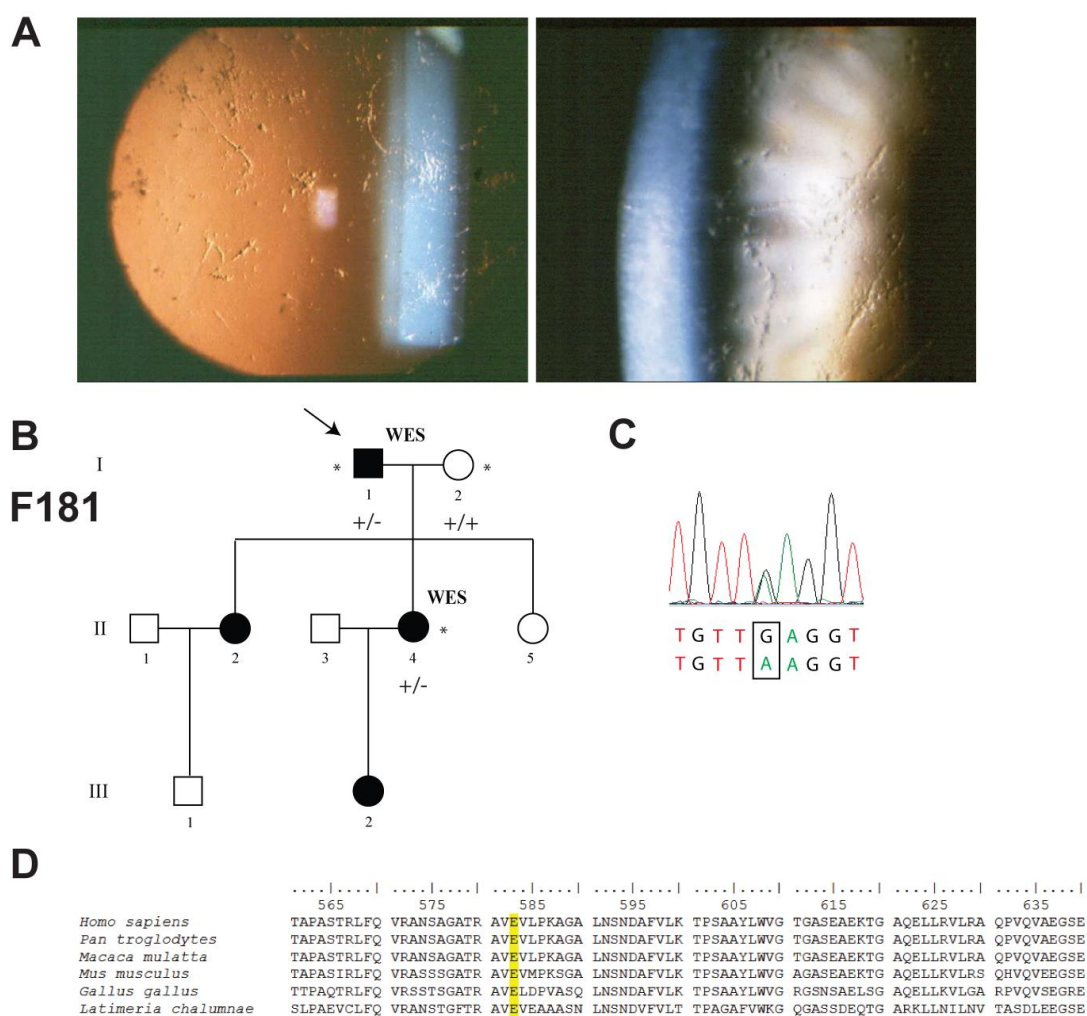 A
B
WES
C
I
* *
F181
1 2
+/- +/+
WES
II
*
1 2 3 4 5
+/-
T G T T G A G G T
T G T T A A G G T
III
1 2
D
....|....| ....|....| ....|....| ....|....| ....|....| ....|....| ....|....| ....|....|
565 575 585 595 605 615 625 635
Homo sapiens TAPASTRLFQ VRANSAGATR AVEVLPKAGA LNSNDAFVLK TPSAAYLWVG TGASEAEKTG AQELLRVLRA QPVQVAEGSE
Pan troglodytes TAPASTRLFQ VRANSAGATR AVEVLPKAGA LNSNDAFVLK TPSAAYLWVG TGASEAEKTG AQELLRVLRA QPVQVAEGSE
Macaca mulatta TAPASTRLFQ VRANSAGATR AVEVLPKAGA LNSNDAFVLK TPSAAYLWVG TGASEAEKTG AQELLRVLRA QPVQVAEGSE
Mus musculus TAPASIRLFQ VRASSSGATR AVEVMPKSGA LNSNDAFVLK TPSAAYLWVG AGASEAEKTG AQELLKVLRS QHVQVEEGSE
Gallus gallus TTPAQTRLFQ VRSSTSGATR AVELDPVASQ LNSNDAFVLK TPSAAYLWVG RGSNSAELSG AQELLKVLGA RPVQVSEGRE
Latimeria chalumnae SLPAEVCLFQ VRANSTGFTR AVEVEAAASN LNSNDVFVLT TPAGAFVWKG QGASSDEQTG ARKLLNILNV TASDLEEGRS